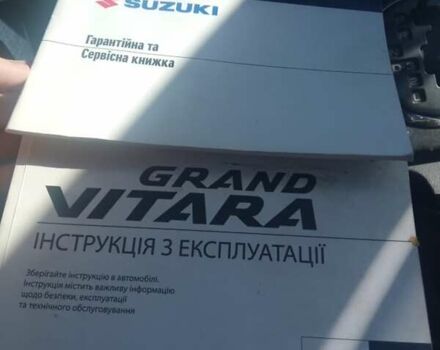 SUZUKI
Гарантійна та
Сервісна книжка
GRAND
VITARA
ІНСТРУКЦІЯ З ЕКСПЛУАТАЦІЇ
Зберігайте інструкцію в автомобілі.
Інструкція містить важливу інформацію
щодо безпеки, експлуатації
та технічного обслуговування